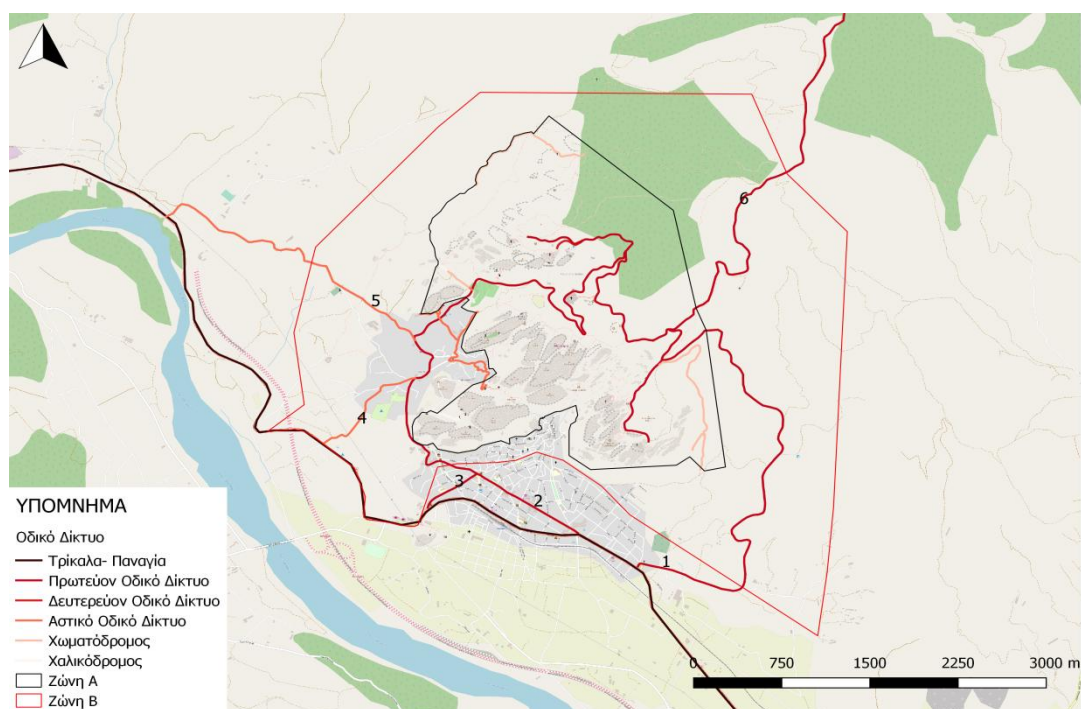 6
5
4
3
2
1
ΥΠΟΜΝΗΜΑ
Οδικό Δίκτυο
Τρίκαλα- Παναγία
Πρωτεύον Οδικό Δίκτυο
Δευτερεύον Οδικό Δίκτυο
Αστικό Οδικό Δίκτυο
Χωματόδρομος
Χαλικόδρομος
Ζώνη Α
Ζώνη Β
0 750 1500 2250 3000 m